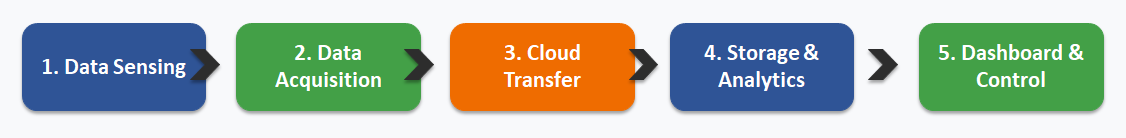 1. Data Sensing
2. Data
Acquisition
3. Cloud
Transfer
4. Storage &
Analytics
5. Dashboard &
Control